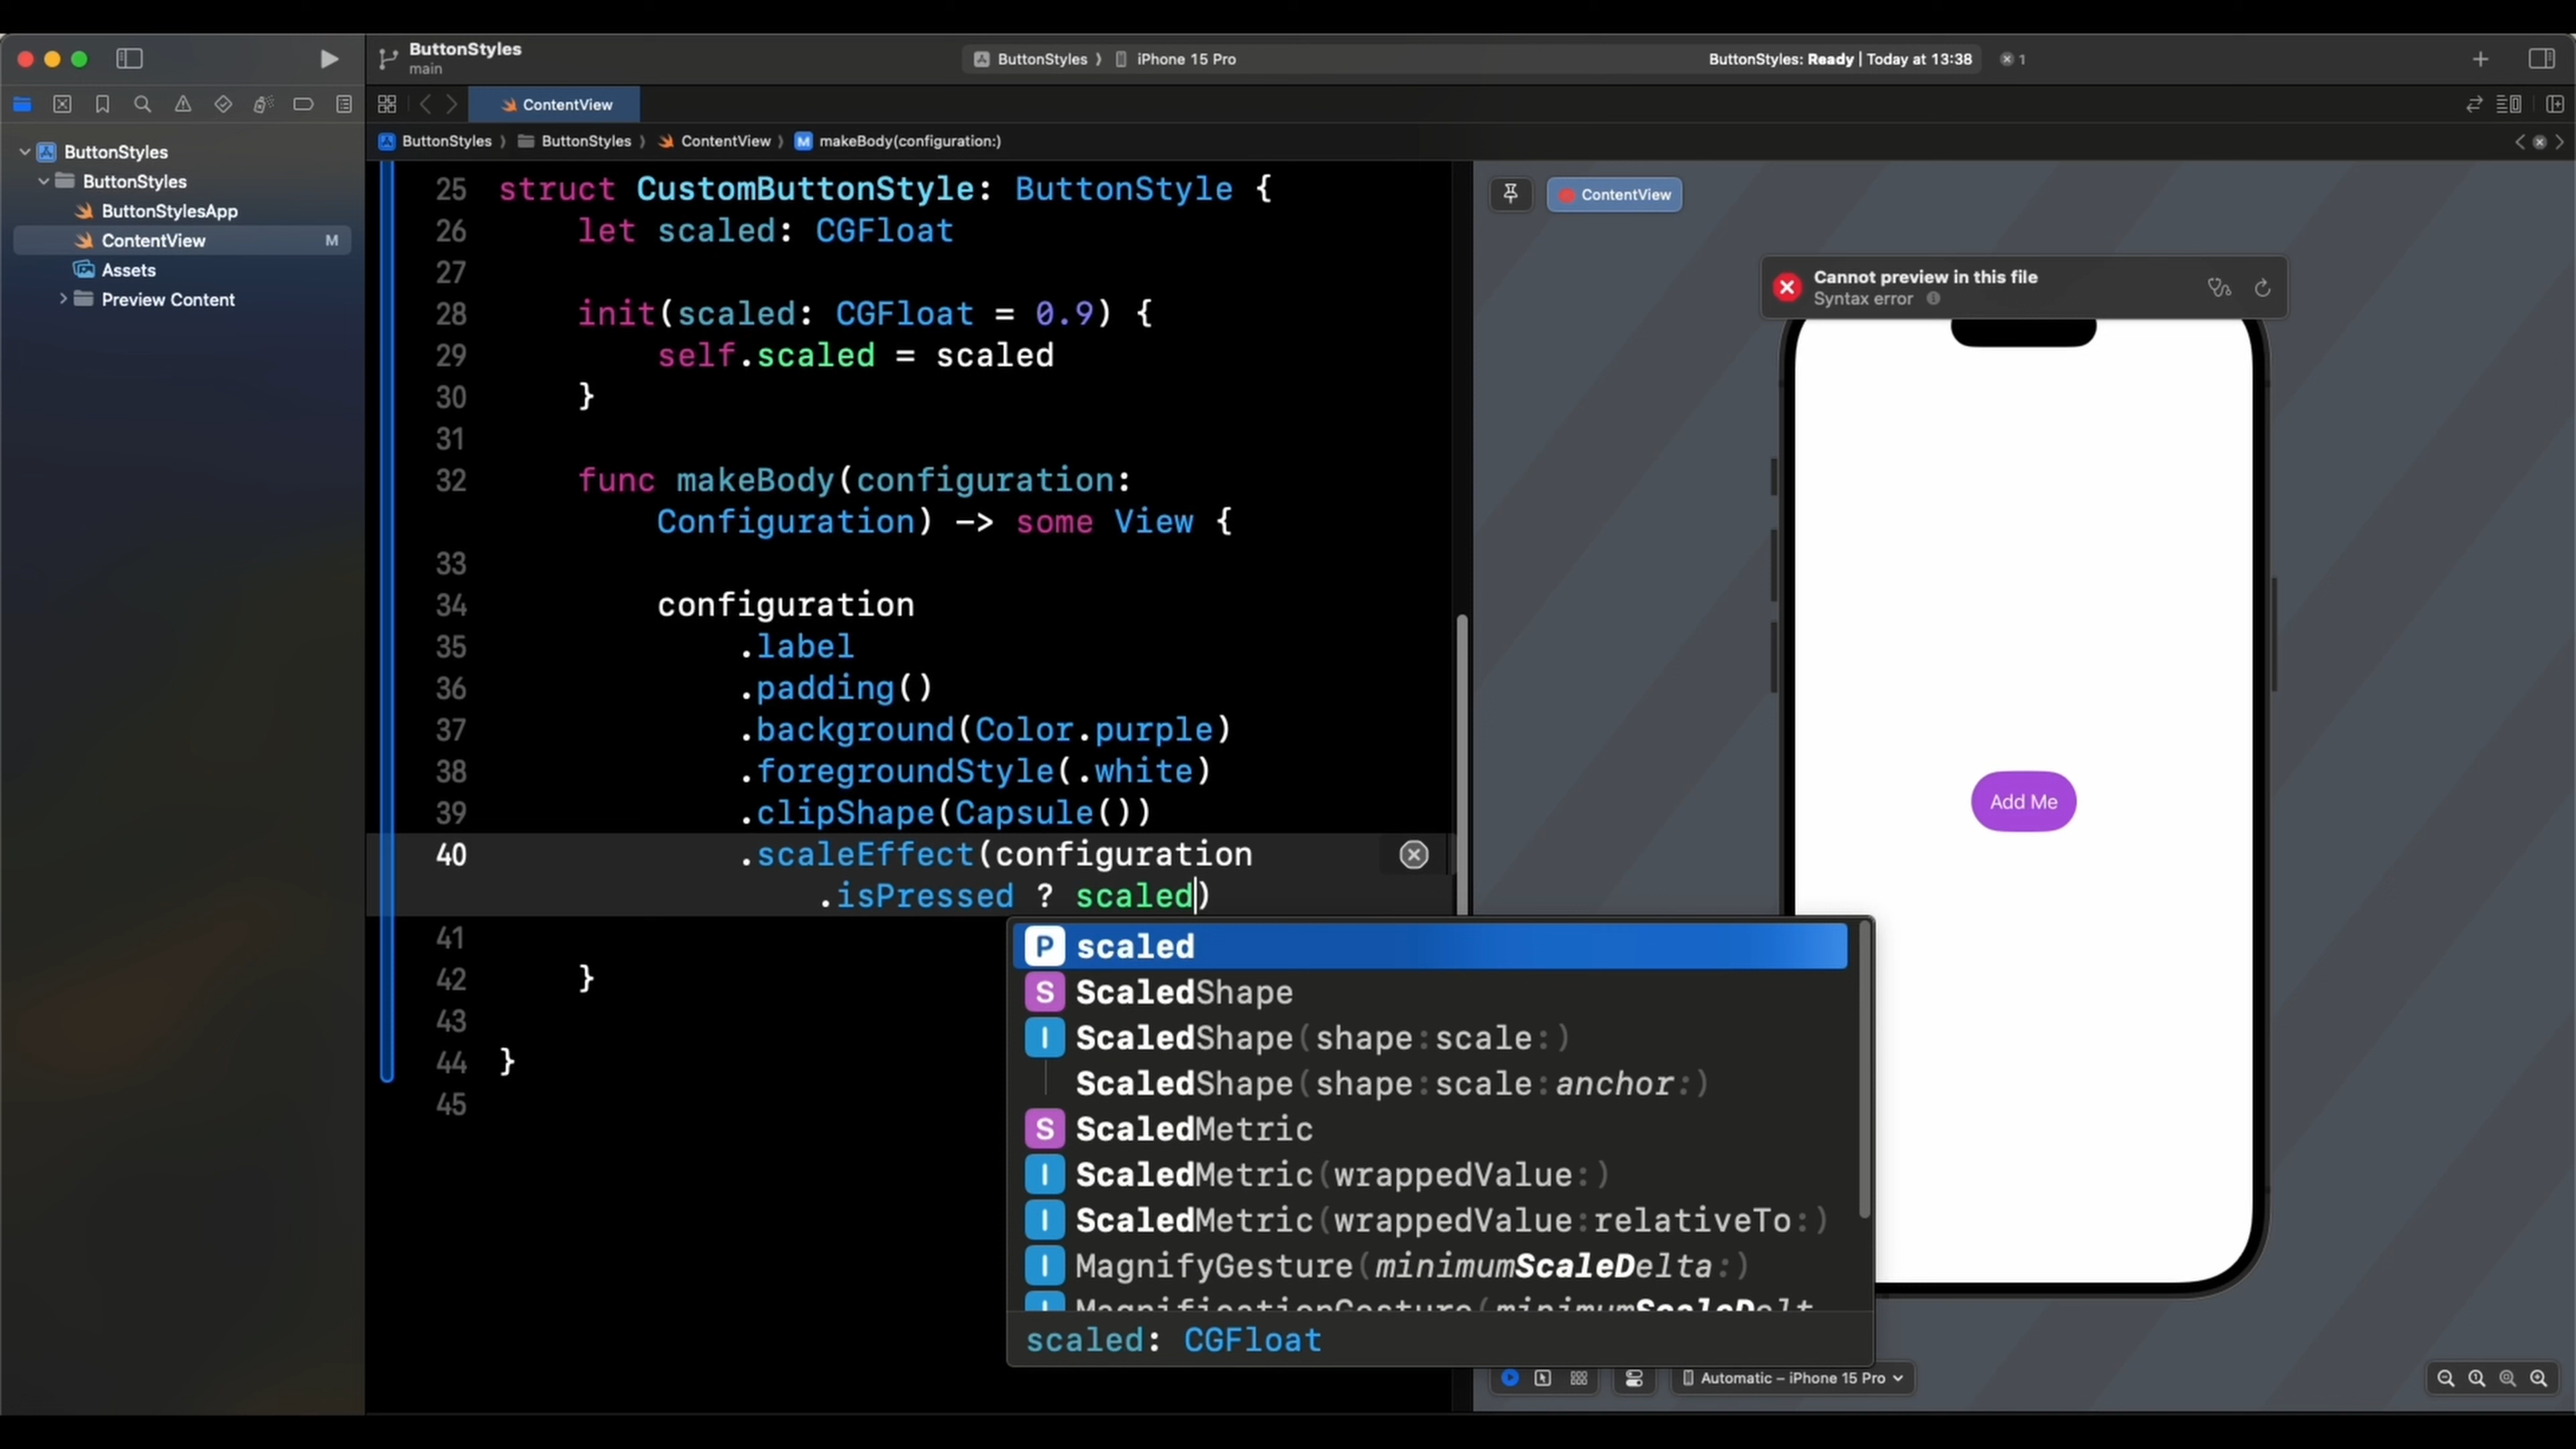 ButtonStyles
main
ButtonStyles 〉 iPhone 15 Pro
ButtonStyles: Ready | Today at 13:38
1
ContentView
ButtonStyles 〉 ButtonStyles 〉 ContentView 〉 M makeBody(configuration:)
ButtonStyles
ButtonStyles
ButtonStylesApp
ContentView M
Assets
Preview Content
25 struct CustomButtonStyle: ButtonStyle {
26 let scaled: CGFloat
27
28 init(scaled: CGFloat = 0.9) {
29 self.scaled = scaled
30 }
31
32 func makeBody(configuration:
Configuration) -> some View {
33
34 configuration
35 .label
36 .padding()
37 .background(Color.purple)
38 .foregroundStyle(.white)
39 .clipShape(Capsule())
40 .scaleEffect(configuration
.isPressed ? scaled)
41
42 }
43
44 }
45
P scaled
S ScaledShape
I ScaledShape(shape:scale:)
ScaledShape(shape:scale:anchor:)
S ScaledMetric
I ScaledMetric(wrappedValue:)
I ScaledMetric(wrappedValue:relativeTo:)
I MagnifyGesture(minimumScaleDelta:)
I MagnificationGesture(minimumScaleDelt
scaled: CGFloat
ContentView
Cannot preview in this file
Syntax error
Add Me
Automatic – iPhone 15 Pro